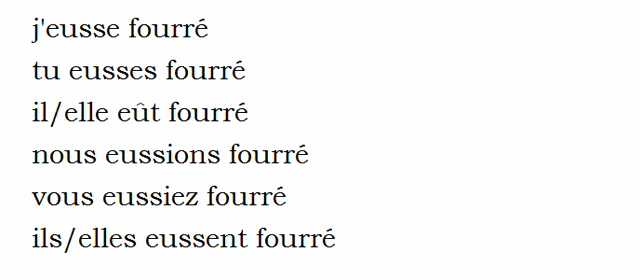 j'eusse fourré
tu eusses fourré
il/elle eût fourré
nous eussions fourré
vous eussiez fourré
ils/elles eussent fourré